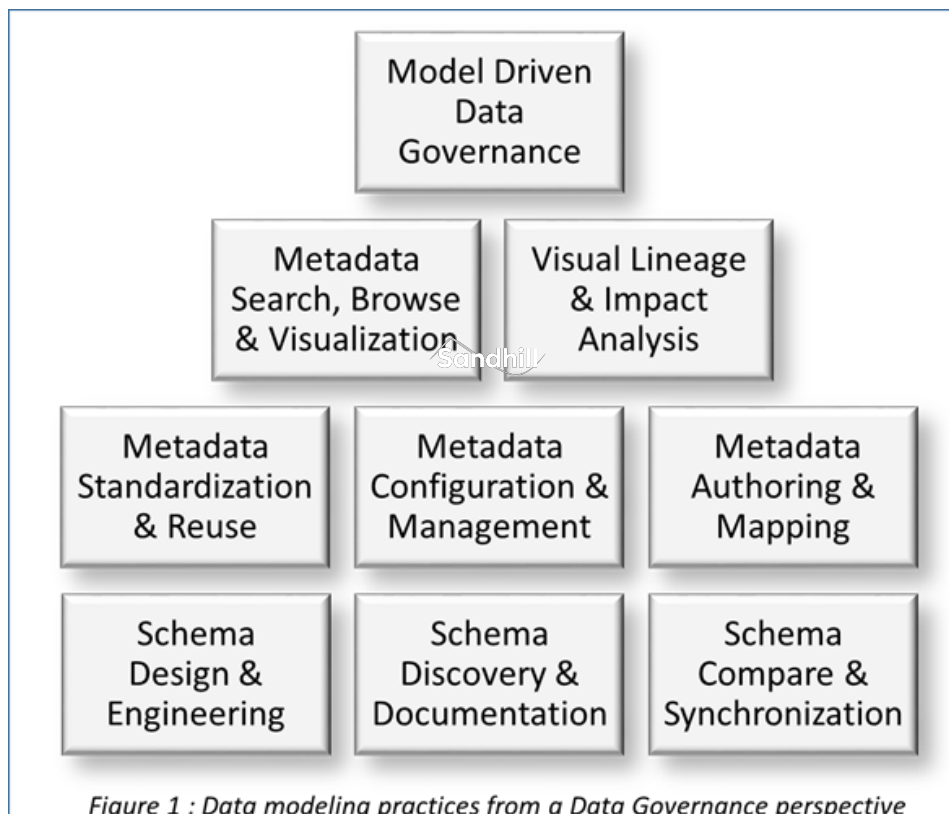 Model Driven
Data
Governance
Metadata
Search, Browse
& Visualization
Visual Lineage
& Impact
Analysis
Sandhill
Metadata
Standardization
& Reuse
Metadata
Configuration &
Management
Metadata
Authoring &
Mapping
Schema
Design &
Engineering
Schema
Discovery &
Documentation
Schema
Compare &
Synchronization
Figure 1 : Data modeling practices from a Data Governance perspective